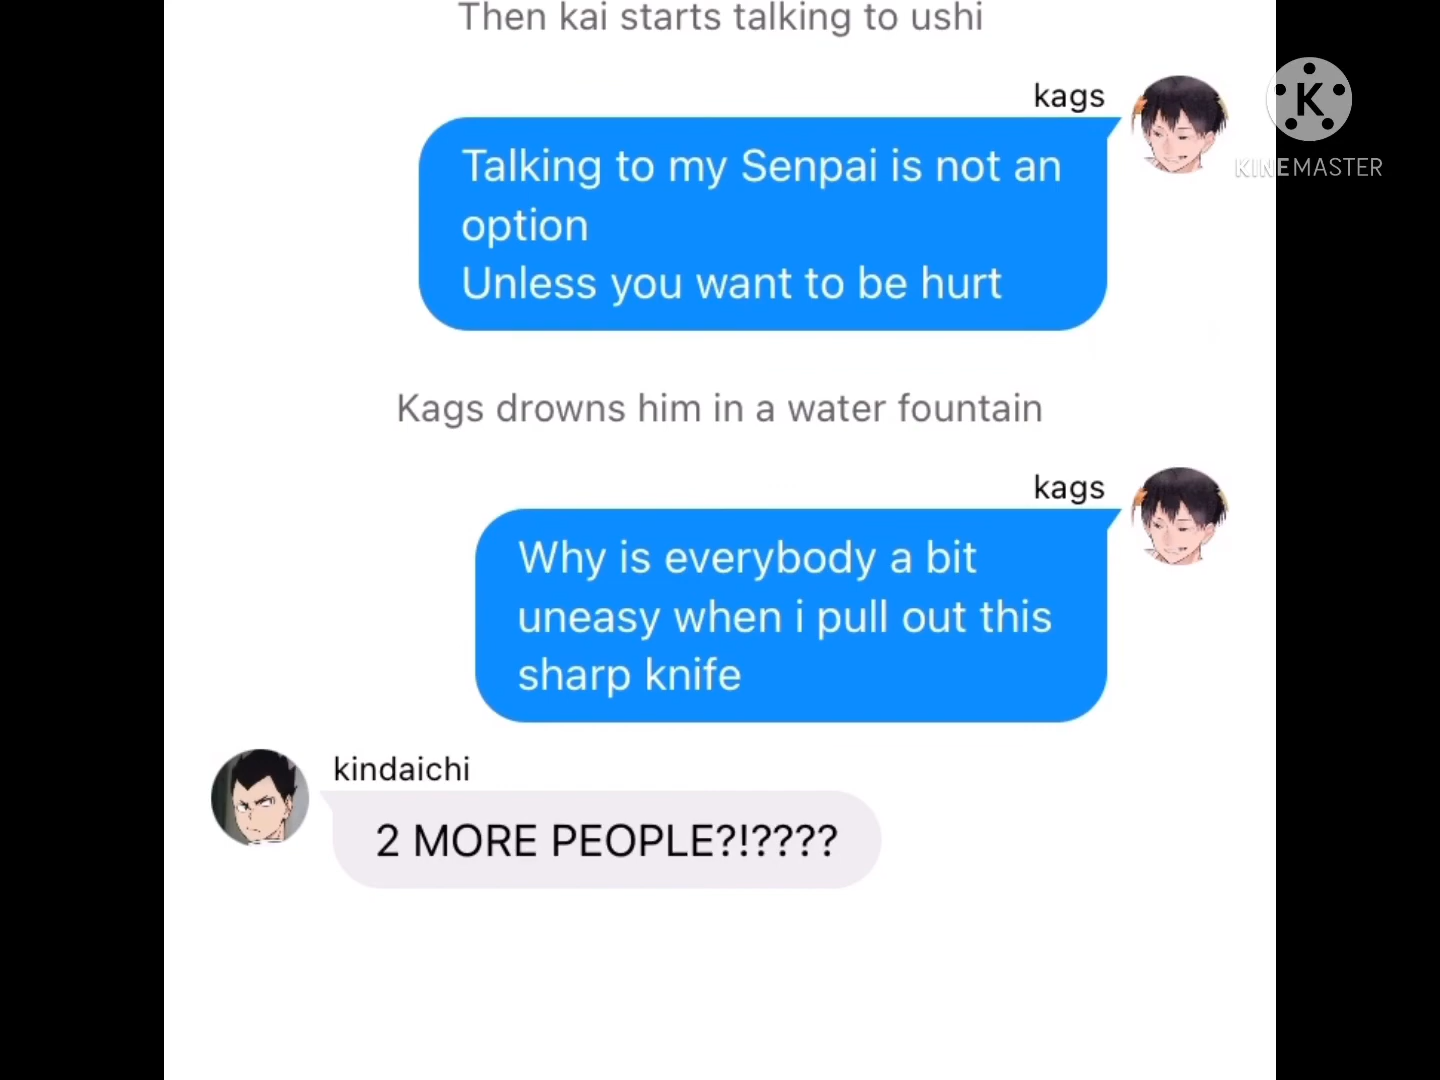 Then kai starts talking to ushi
kags
Talking to my Senpai is not an
option
Unless you want to be hurt
K
KINEMASTER
Kags drowns him in a water fountain
kags
Why is everybody a bit
uneasy when i pull out this
sharp knife
kindaichi
2 MORE PEOPLE?!????